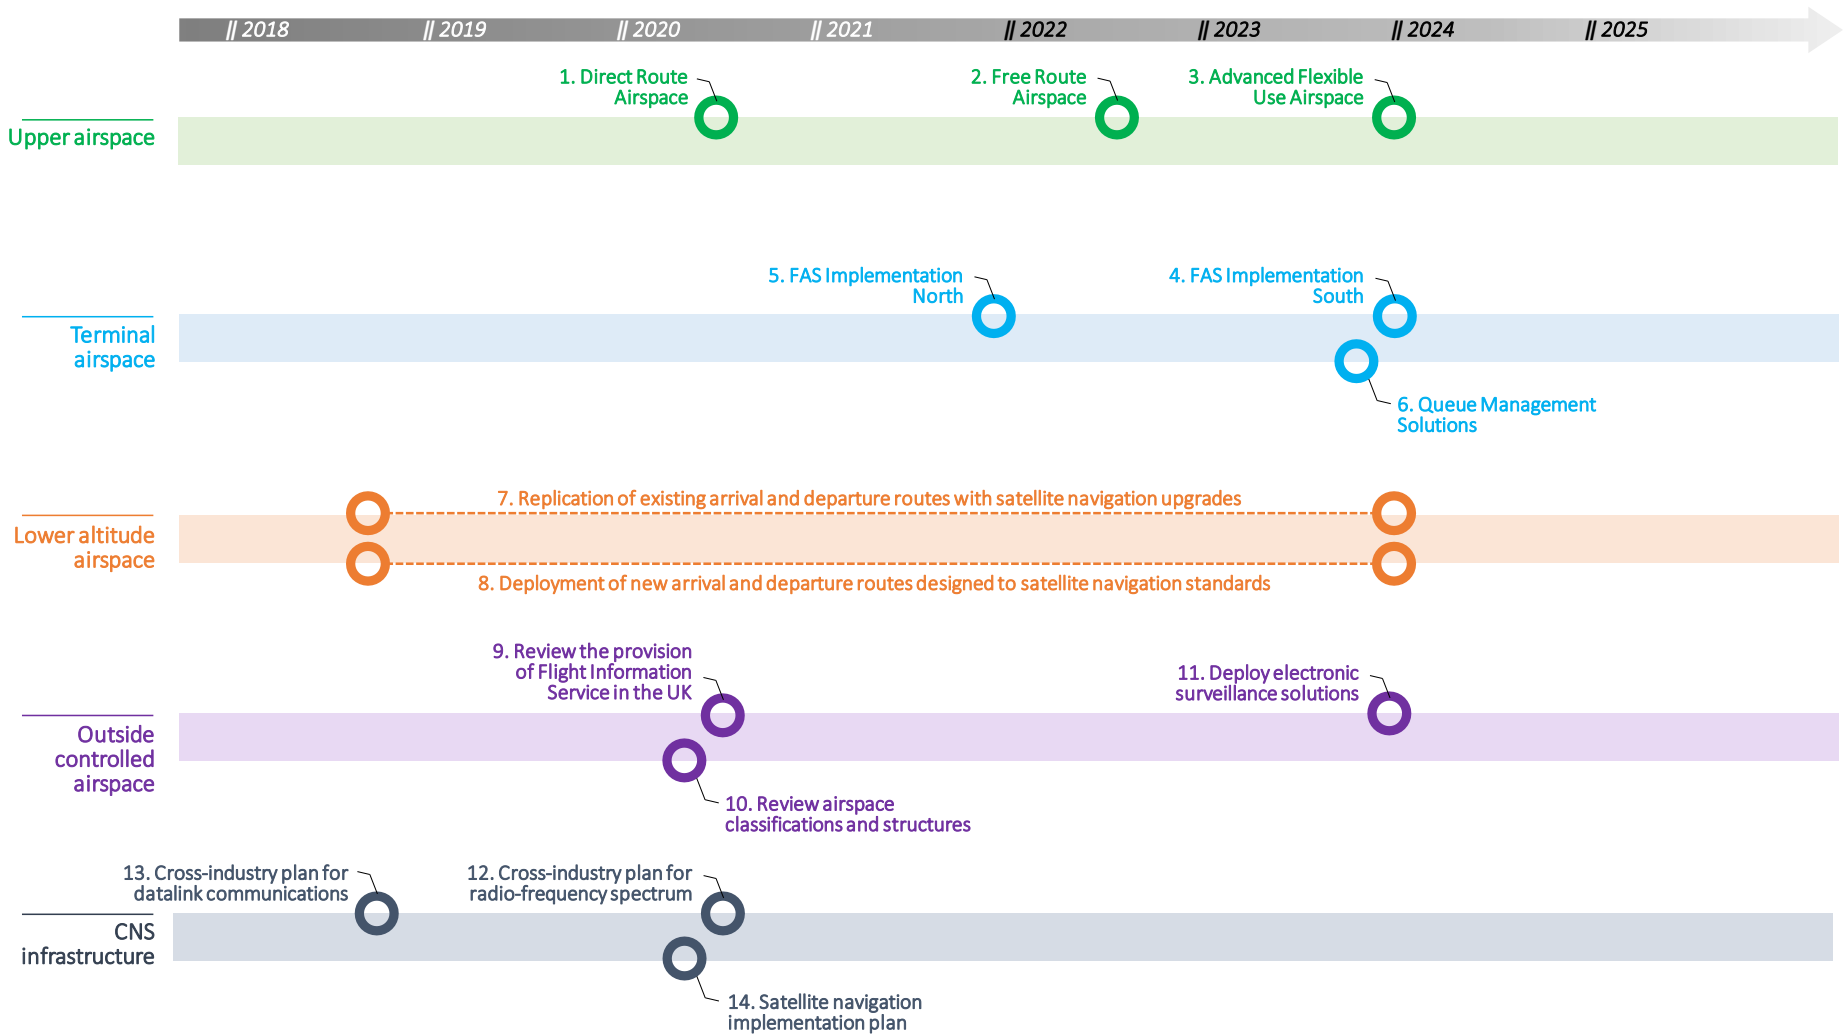 // 2018 // 2019 // 2020 // 2021 // 2022 // 2023 // 2024 // 2025
1. Direct Route
Airspace
2. Free Route
Airspace
3. Advanced Flexible
Use Airspace
Upper airspace
5. FAS Implementation
North
4. FAS Implementation
South
Terminal
airspace
6. Queue Management
Solutions
7. Replication of existing arrival and departure routes with satellite navigation upgrades
Lower altitude
airspace
8. Deployment of new arrival and departure routes designed to satellite navigation standards
9. Review the provision
of Flight Information
Service in the UK
11. Deploy electronic
surveillance solutions
Outside
controlled
airspace
10. Review airspace
classifications and structures
13. Cross-industry plan for
datalink communications
12. Cross-industry plan for
radio-frequency spectrum
CNS
infrastructure
14. Satellite navigation
implementation plan